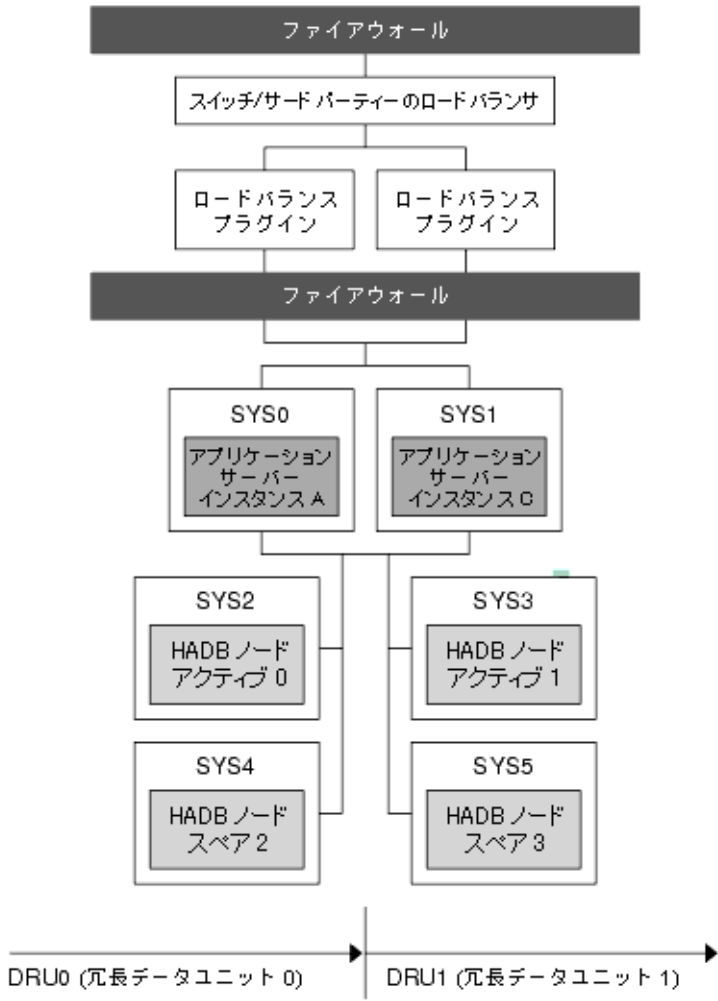 ファイアウォール
スイッチ/サードパーティーのロードバランサ
ロードバランス
プラグイン
ロードバランス
プラグイン
ファイアウォール
SYS0
アプリケーション
サーバー
インスタンス A
SYS1
アプリケーション
サーバー
インスタンス C
SYS2
HADB ノード
アクティブ 0
SYS3
HADB ノード
アクティブ 1
SYS4
HADB ノード
スペア 2
SYS5
HADB ノード
スペア 3
DRU0 (冗長データユニット 0)
DRU1 (冗長データユニット 1)